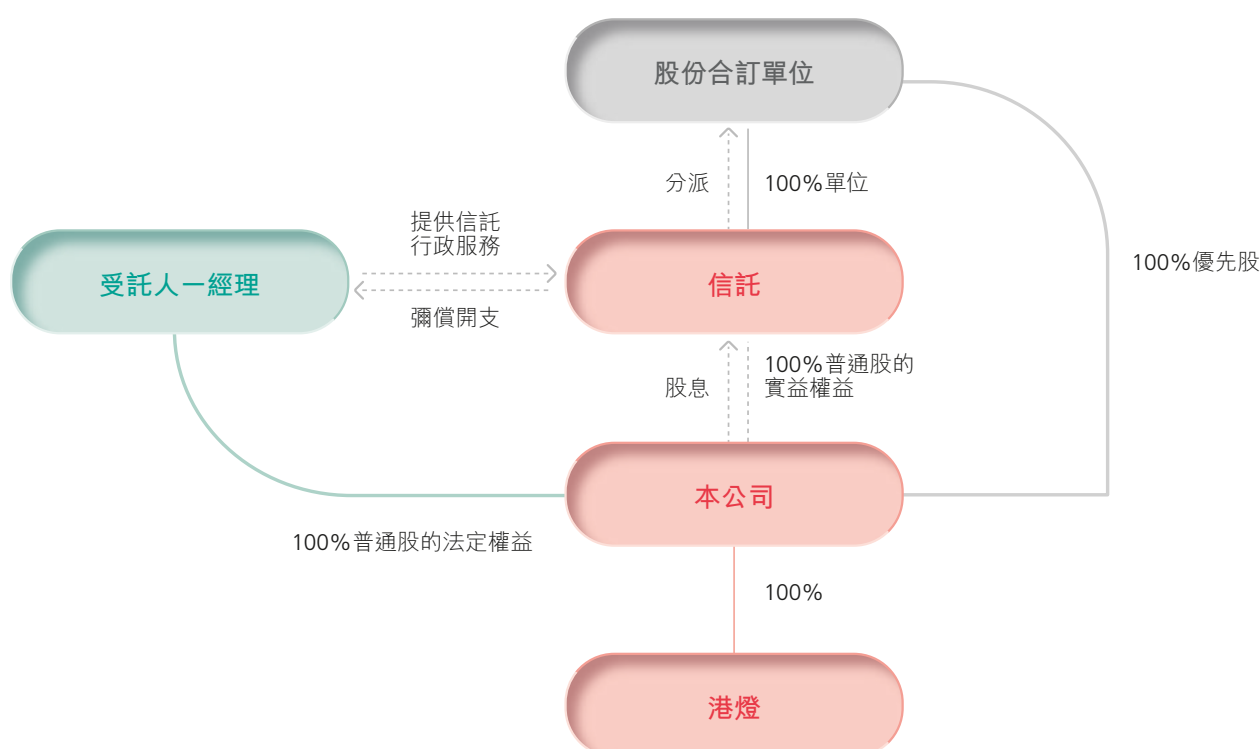 股份合訂單位
分派
100%單位
提供信託
行政服務
100%優先股
受託人－經理
信託
彌償開支
100%普通股的
實益權益
股息
本公司
100%普通股的法定權益
100%
港燈